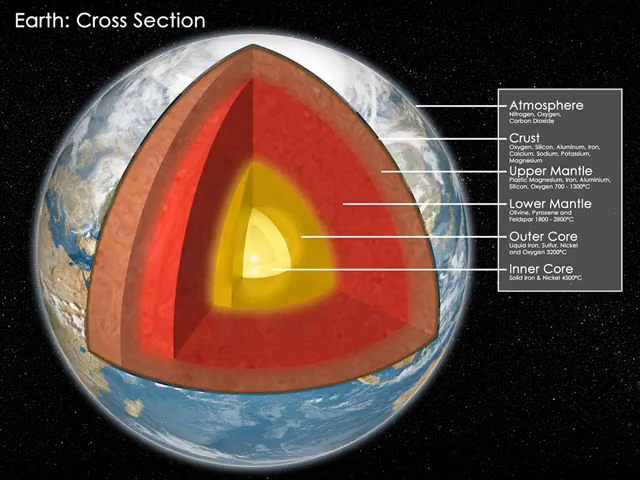 Earth: Cross Section
Atmosphere
Nitrogen, Oxygen,
Carbon Dioxide
Crust
Oxygen, Silicon, Aluminum, Iron,
Calcium, Sodium, Potassium,
Magnesium
Upper Mantle
Plastic Magnesium, Iron, Aluminium,
Silicon, Oxygen 700 - 1300°C
Lower Mantle
Olivine, Pyroxene and
Feldspar 1800 - 2800°C
Outer Core
Liquid Iron, Sulfur, Nickel
and Oxygen 3200°C
Inner Core
Solid Iron & Nickel 4500°C